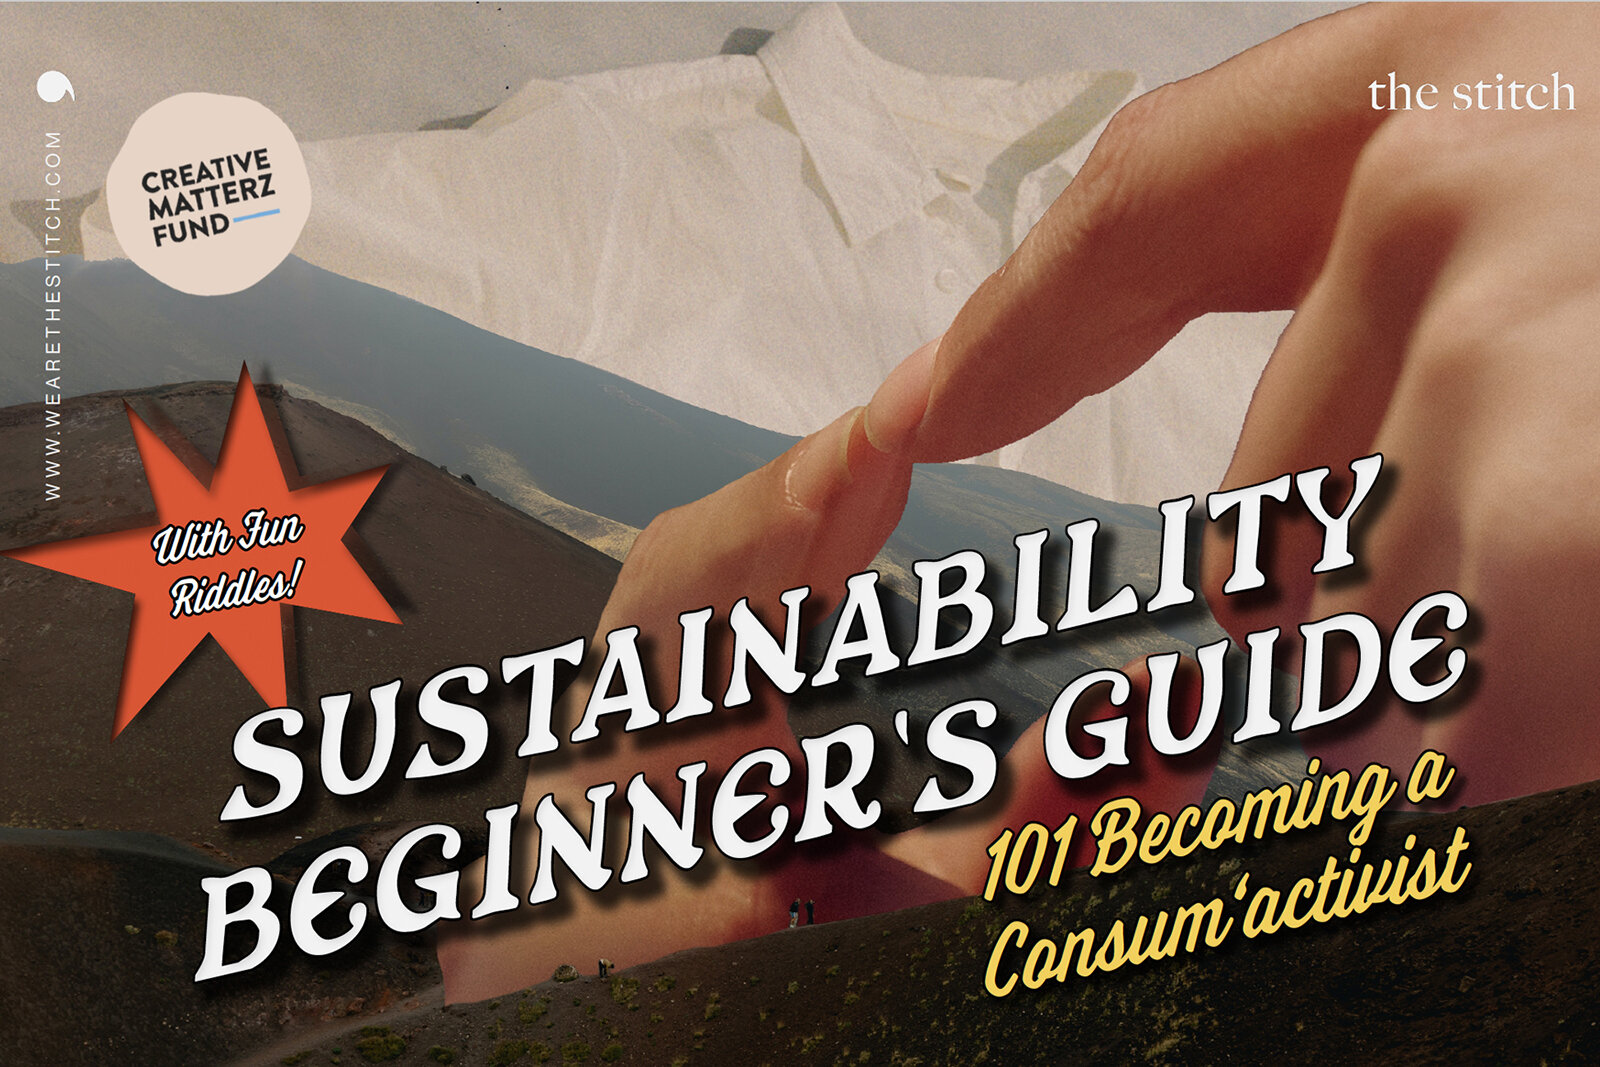 the stitch
WWW.WEARETHESTITCH.COM
CREATIVE
MATTERZ
FUND
With Fun
Riddles!
SUSTAINABILITY
BEGINNER'S GUIDE
101 Becoming a
Consum‘activist